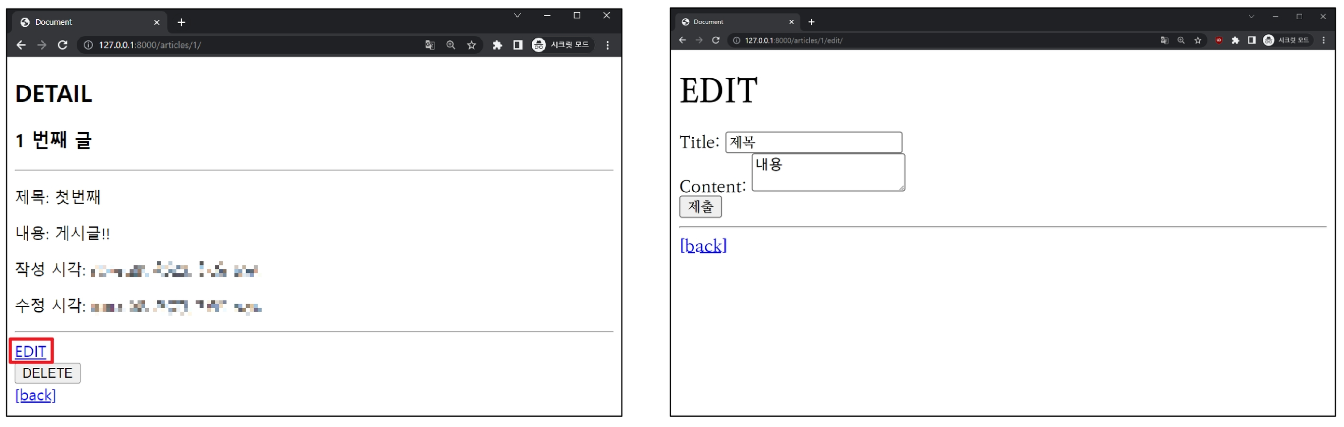 Document
127.0.0.1:8000/articles/1/
시크릿 모드
DETAIL
1 번째 글
제목: 첫번째
내용: 게시글!!
작성 시각:
수정 시각:
EDIT
DELETE
[back]
Document
127.0.0.1:8000/articles/1/edit/
시크릿 모드
EDIT
Title: 제목
내용
Content:
제출
[back]